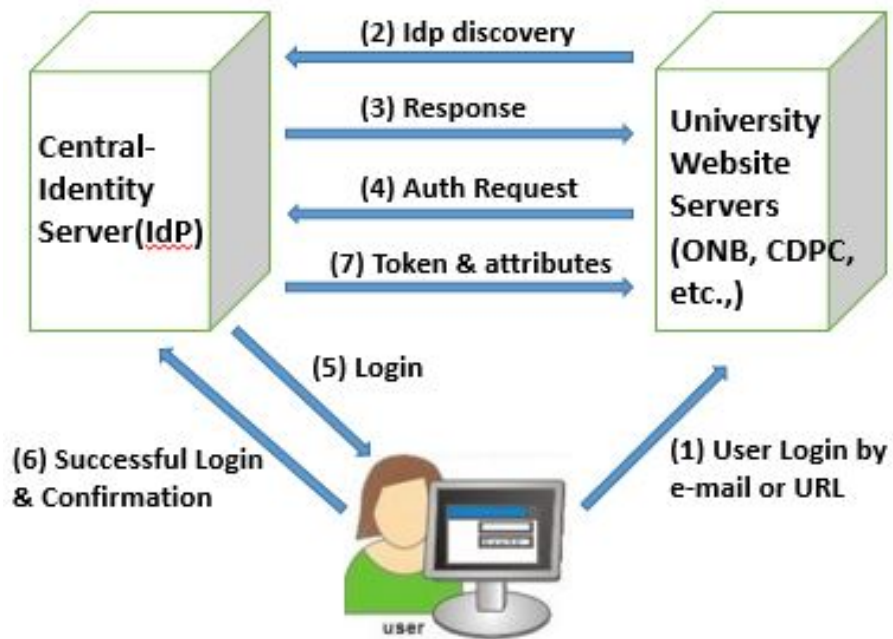 (2) Idp discovery
(3) Response
(4) Auth Request
(7) Token & attributes
Central-
Identity
Server(IdP)
University
Website
Servers
(ONB, CDPC,
etc.,)
(5) Login
(6) Successful Login
& Confirmation
(1) User Login by
e-mail or URL
user